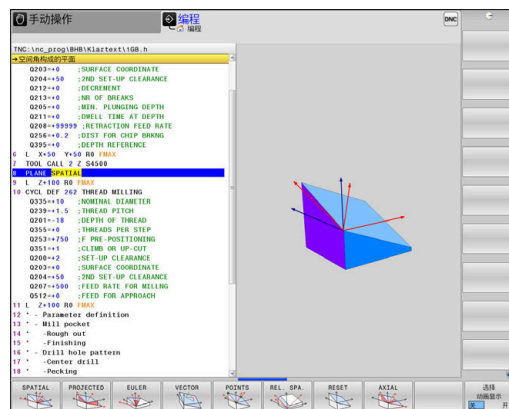 手动操作
编程
编程
DNC
TNC:\nc_prog\BHB\Klartext\1GB.h
→空间角构成的平面
Q203=+0 ;SURFACE COORDINATE
Q204=+50 ;2ND SET-UP CLEARANCE
Q212=+0 ;DECREMENT
Q213=+0 ;NR OF BREAKS
Q205=+0 ;MIN. PLUNGING DEPTH
Q211=+0 ;DWELL TIME AT DEPTH
Q208=+99999 ;RETRACTION FEED RATE
Q256=+0.2 ;DIST FOR CHIP BRKNG
Q395=+0 ;DEPTH REFERENCE
6 L X+50 Y+50 R0 FMAX
7 TOOL CALL 2 Z S4500
8 PLANE SPATIAL
9 L Z+100 R0 FMAX
10 CYCL DEF 262 THREAD MILLING
Q335=+10 ;NOMINAL DIAMETER
Q239=+1.5 ;THREAD PITCH
Q201=-18 ;DEPTH OF THREAD
Q355=+0 ;THREADS PER STEP
Q253=+750 ;F PRE-POSITIONING
Q351=+1 ;CLIMB OR UP-CUT
Q200=+2 ;SET-UP CLEARANCE
Q203=+0 ;SURFACE COORDINATE
Q204=+50 ;2ND SET-UP CLEARANCE
Q207=+500 ;FEED RATE FOR MILLNG
Q512=+0 ;FEED FOR APPROACH
11 L Z+100 R0 FMAX
12 * - Parameter definition
13 * - Mill pocket
14 * -Rough out
15 * -Finishing
16 * - Drill hole pattern
17 * -Center drill
18 * -Pecking
SPATIAL PROJECTED EULER VECTOR POINTS REL. SPA. RESET AXIAL 选择
动画显示
关 开